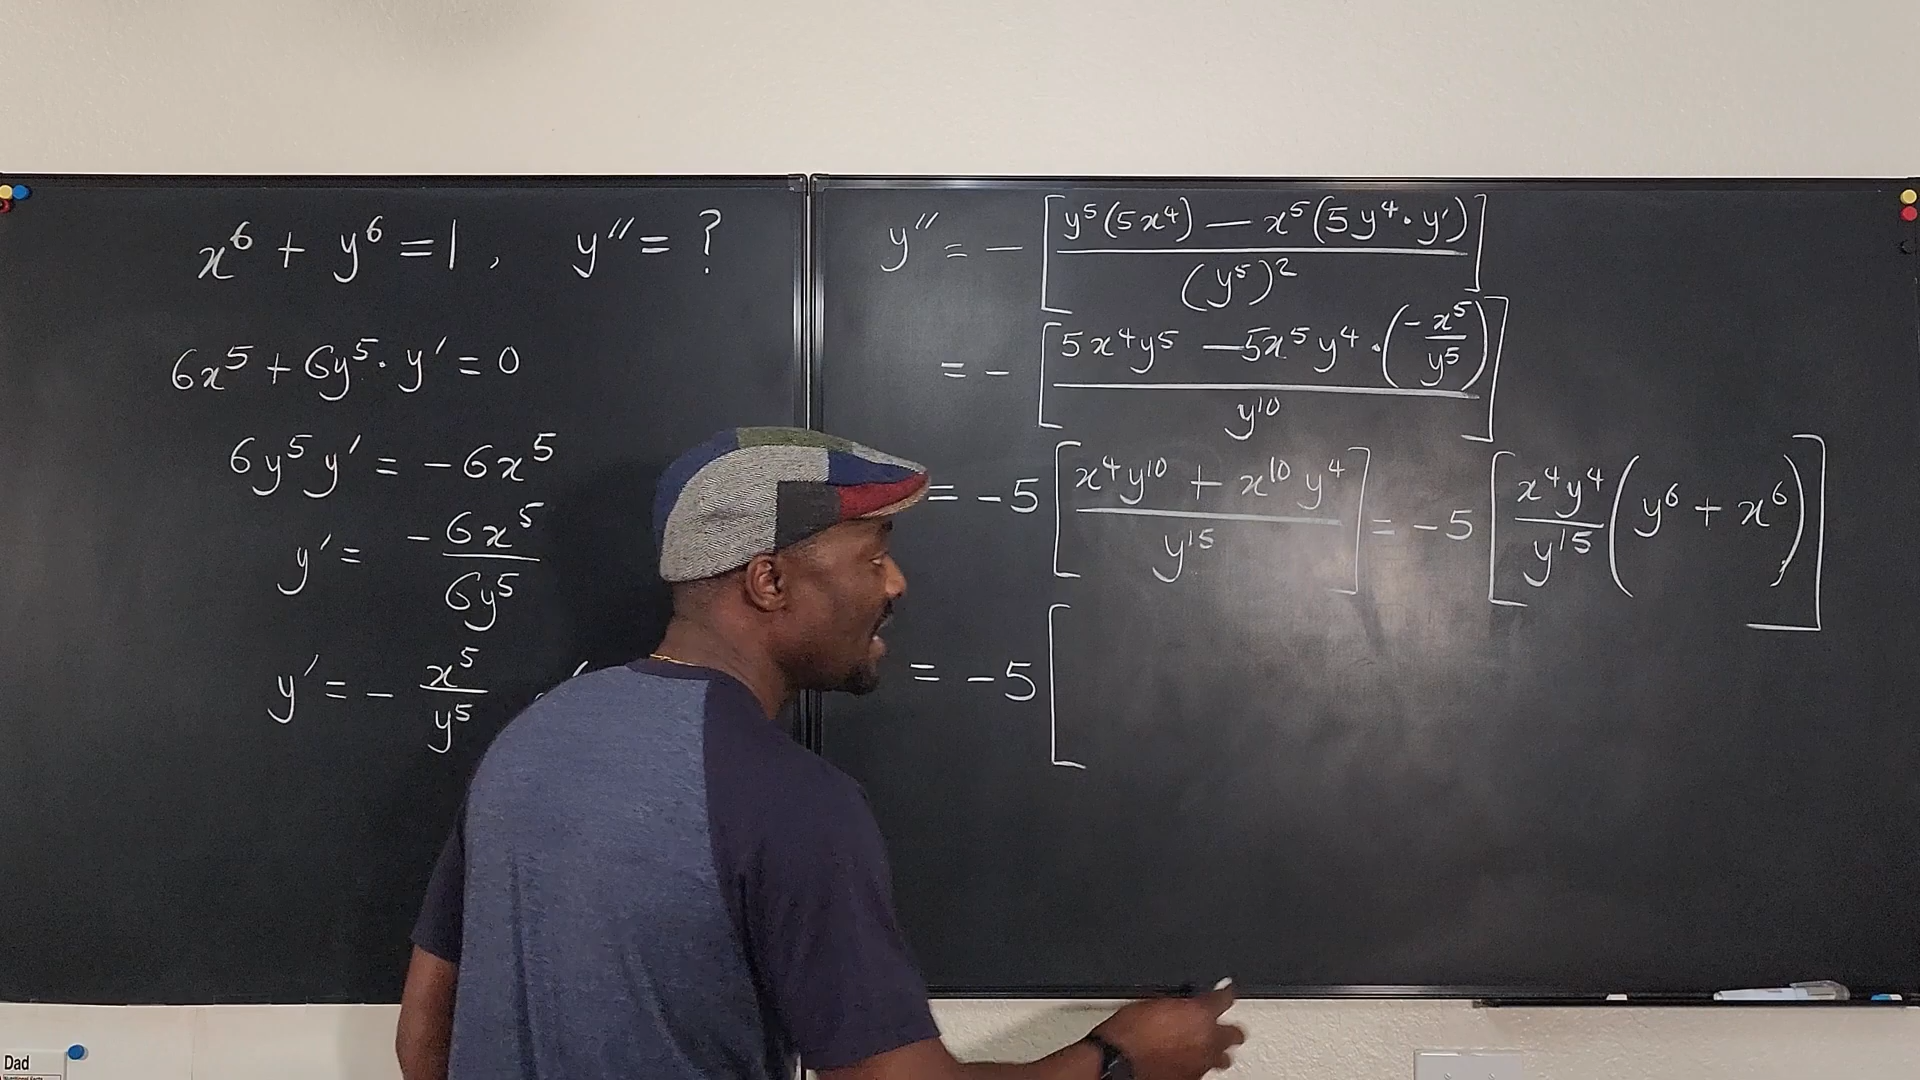 x⁶ + y⁶ = 1 , y'' = ?
6x⁵ + 6y⁵ · y' = 0
6y⁵ y' = -6x⁵
y' = -6x⁵/6y⁵
y' = - x⁵/y⁵
y'' = - [ (y⁵(5x⁴) - x⁵(5y⁴ · y'))/(y⁵)² ]
= - [ (5x⁴y⁵ - 5x⁵y⁴ · (-x⁵/y⁵))/y¹⁰ ]
= -5 [ (x⁴y¹⁰ + x¹⁰y⁴)/y¹⁵ ] = -5 [ x⁴y⁴/y¹⁵ (y⁶ + x⁶) ]
= -5 [
Dad